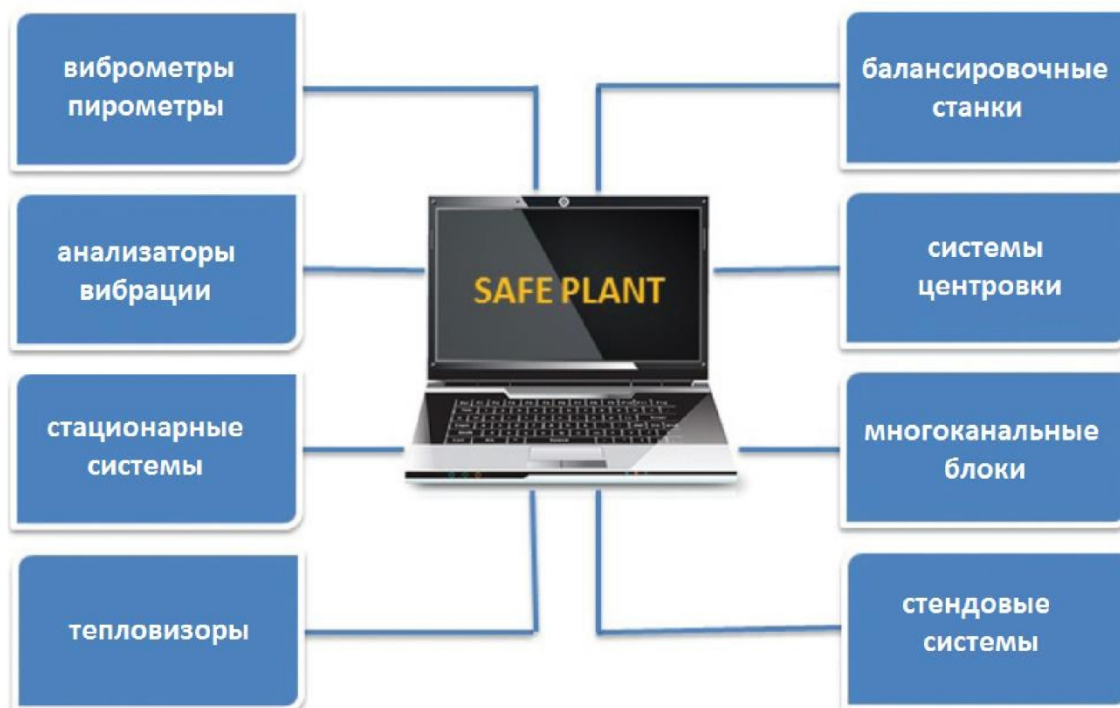 виброметры
пирометры
анализаторы
вибрации
стационарные
системы
тепловизоры
SAFE PLANT
балансировочные
станки
системы
центровки
многоканальные
блоки
стендовые
системы